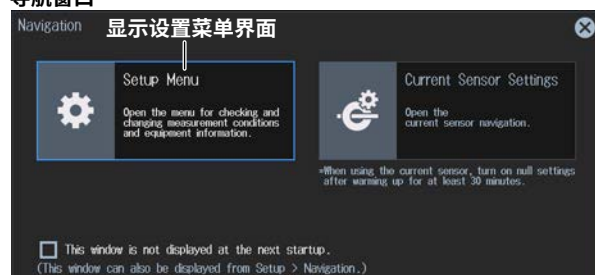 导航窗口
Navigation
显示设置菜单界面
Setup Menu
Open the menu for checking and
changing measurement conditions
and equipment information.
Current Sensor Settings
Open the
current sensor navigation.
*When using the current sensor, turn on null settings
after warming up for at least 30 minutes.
This window is not displayed at the next startup.
(This window can also be displayed from Setup > Navigation.)